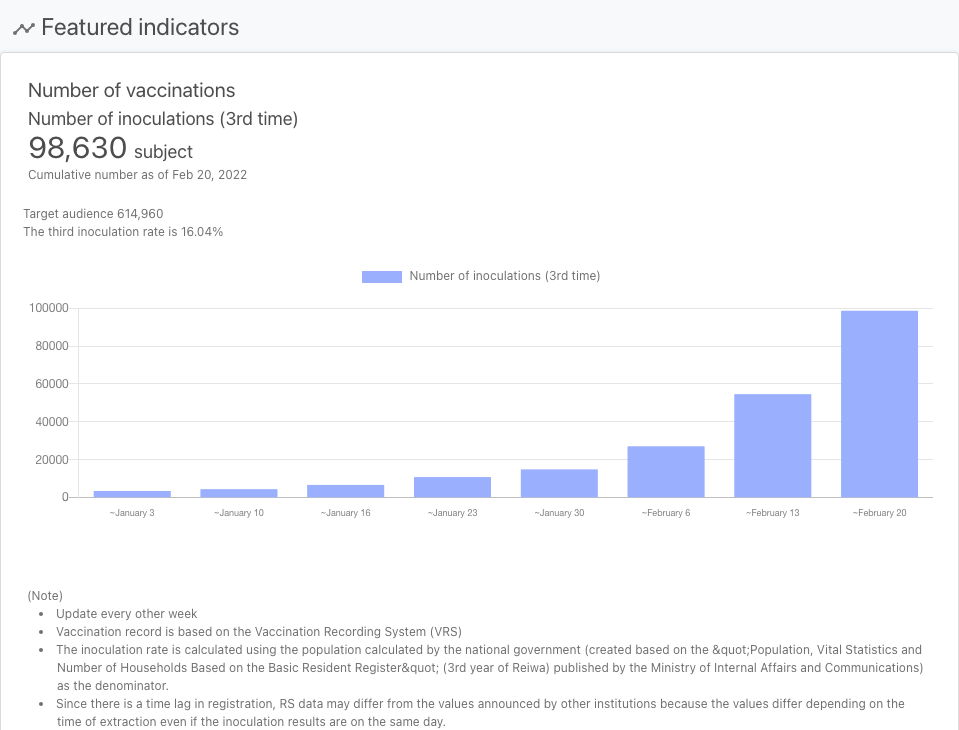 Featured indicators
Number of vaccinations
Number of inoculations (3rd time)
98,630 subject
Cumulative number as of Feb 20, 2022
Target audience 614,960
The third inoculation rate is 16.04%
Number of inoculations (3rd time)
100000
80000
60000
40000
20000
0
~January 3 ~January 10 ~January 16 ~January 23 ~January 30 ~February 6 ~February 13 ~February 20
(Note)
Update every other week
Vaccination record is based on the Vaccination Recording System (VRS)
The inoculation rate is calculated using the population calculated by the national government (created based on the &quot;Population, Vital Statistics and
Number of Households Based on the Basic Resident Register&quot; (3rd year of Reiwa) published by the Ministry of Internal Affairs and Communications)
as the denominator.
Since there is a time lag in registration, RS data may differ from the values announced by other institutions because the values differ depending on the
time of extraction even if the inoculation results are on the same day.